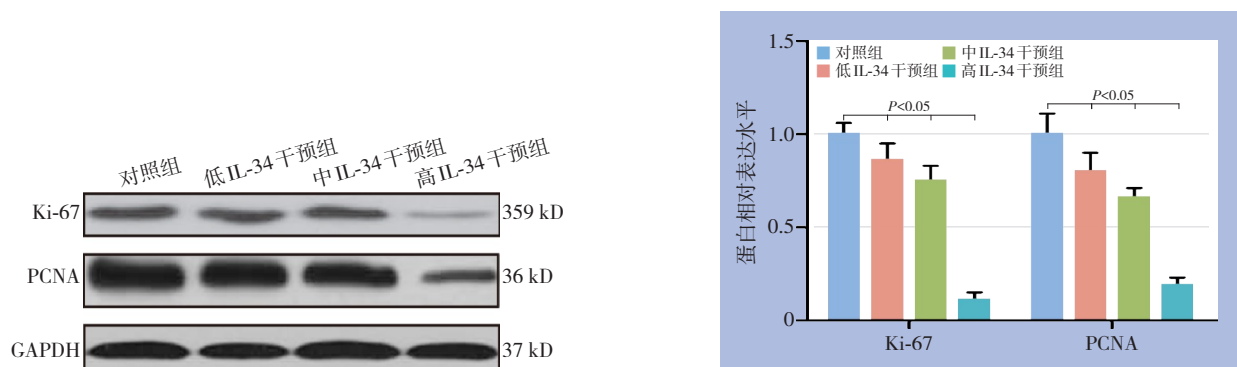 对照组
低IL-34干预组
中IL-34干预组
高IL-34干预组
Ki-67
359 kD
PCNA
36 kD
GAPDH
37 kD
1.5
对照组
中IL-34干预组
低IL-34干预组
高IL-34干预组
P<0.05
P<0.05
1.0
蛋白相对表达水平
0.5
0
Ki-67
PCNA